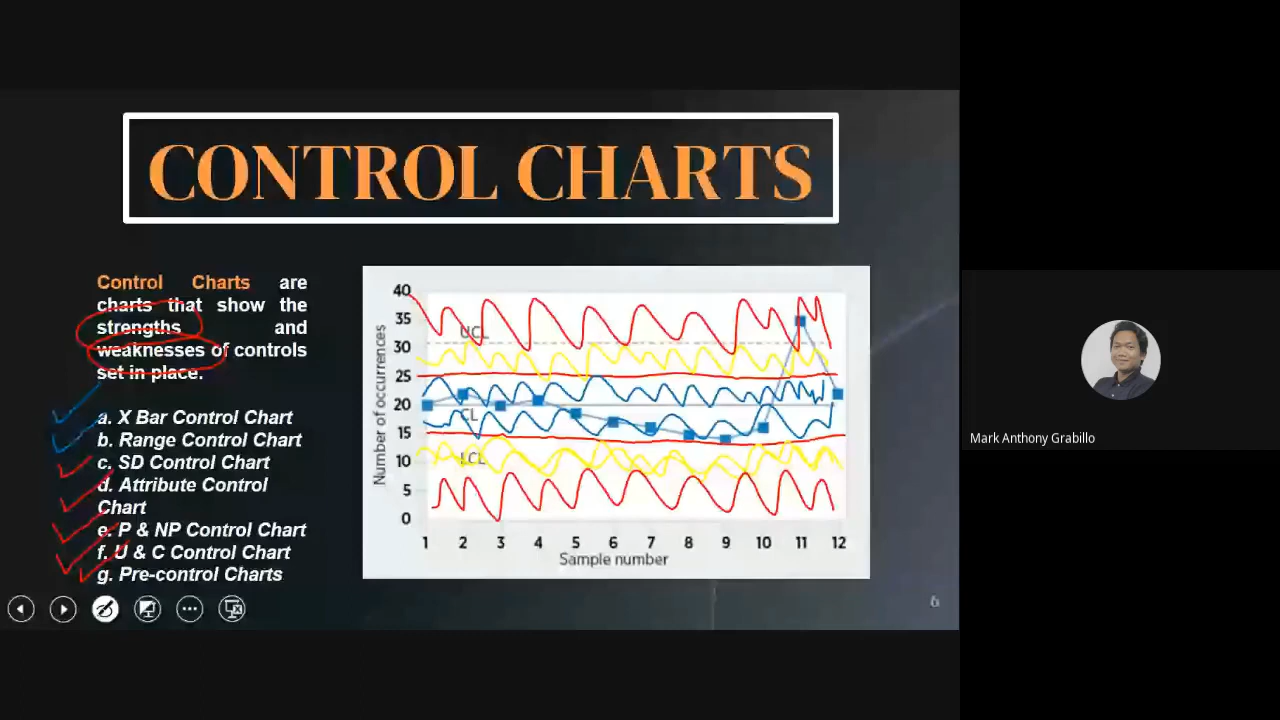 CONTROL CHARTS
Control Charts are
charts that show the
strengths and
weaknesses of controls
set in place.
a. X Bar Control Chart
b. Range Control Chart
c. SD Control Chart
d. Attribute Control
Chart
e. P & NP Control Chart
f. U & C Control Chart
g. Pre-control Charts
Number of occurrences
40
35
30
25
20
15
10
5
0
UCL
CL
LCL
1 2 3 4 5 6 7 8 9 10 11 12
Sample number
6
Mark Anthony Grabillo